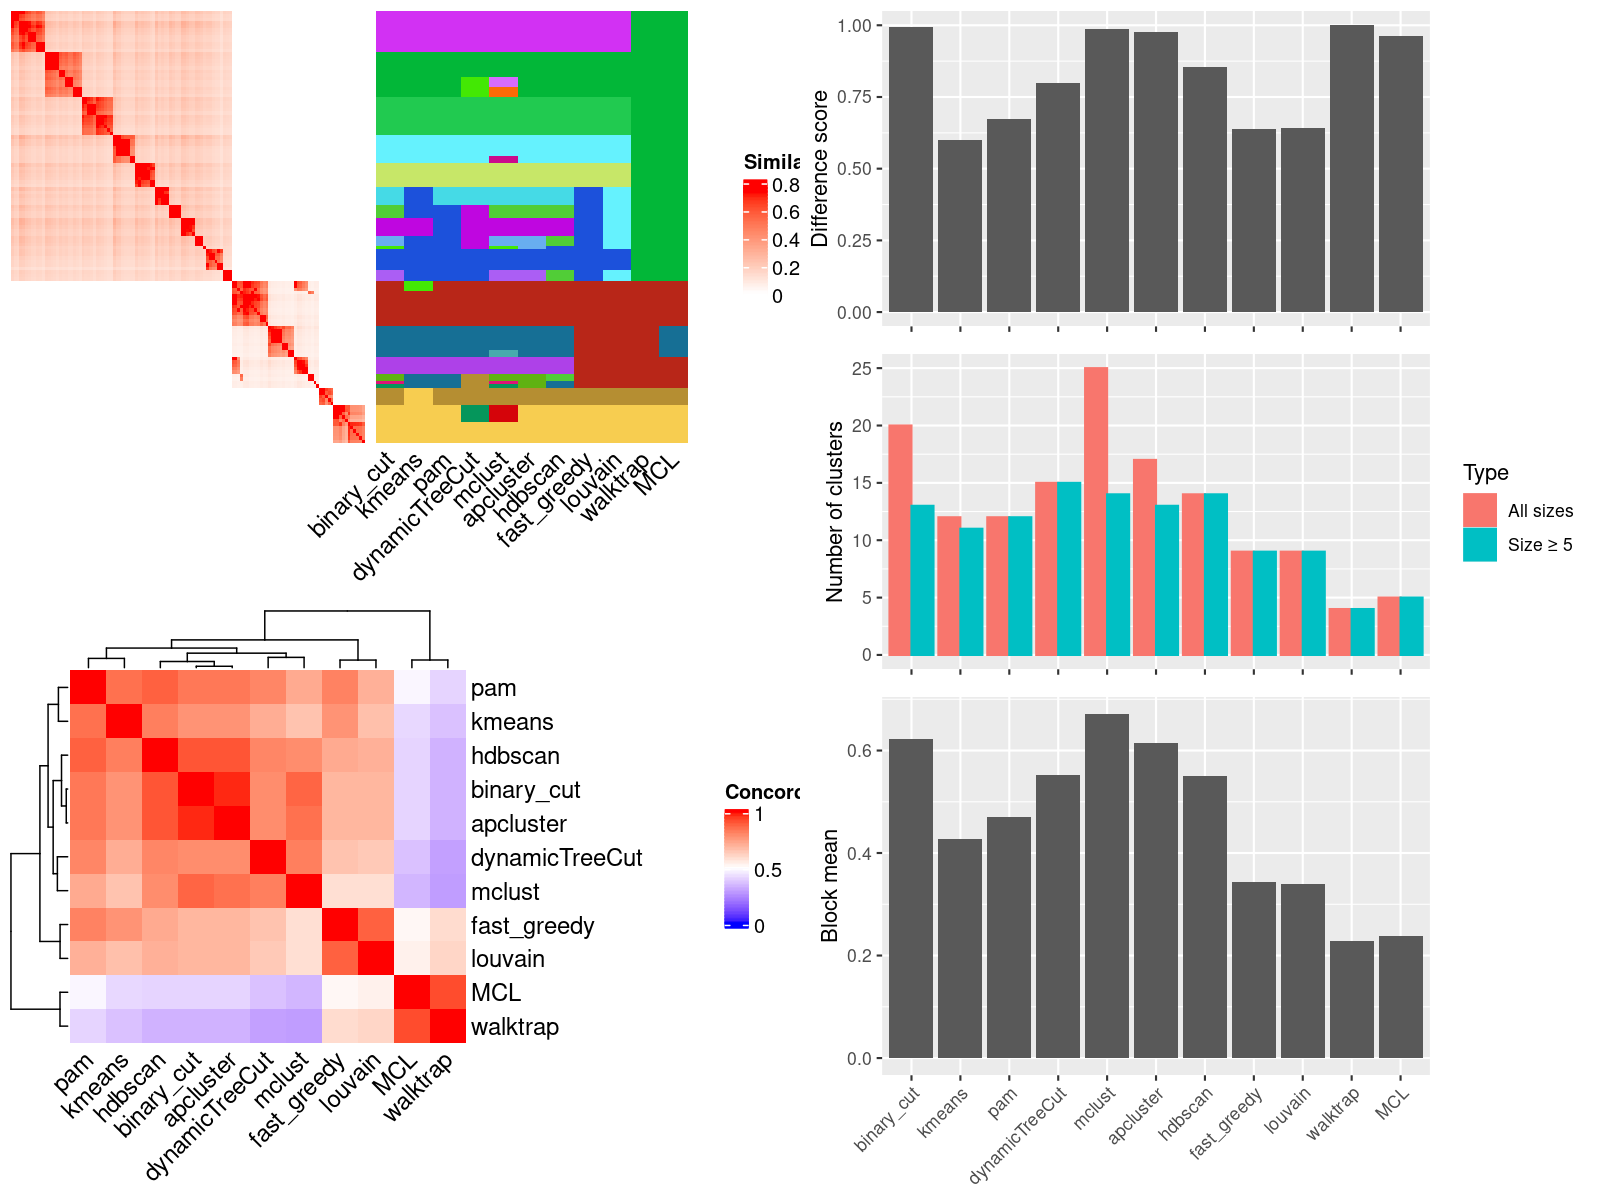 Simila
0.8
0.6
0.4
0.2
0
binary_cut
kmeans
pam
dynamicTreeCut
mclust
apcluster
hdbscan
fast_greedy
louvain
walktrap
MCL
pam
kmeans
hdbscan
binary_cut
apcluster
dynamicTreeCut
mclust
fast_greedy
louvain
MCL
walktrap
pam
kmeans
hdbscan
binary_cut
apcluster
dynamicTreeCut
mclust
fast_greedy
louvain
MCL
walktrap
Concord
1
0.5
0
Difference score
1.00
0.75
0.50
0.25
0.00
Number of clusters
25
20
15
10
5
0
Type
All sizes
Size ≥ 5
Block mean
0.6
0.4
0.2
0.0
binary_cut
kmeans
pam
dynamicTreeCut
mclust
apcluster
hdbscan
fast_greedy
louvain
walktrap
MCL